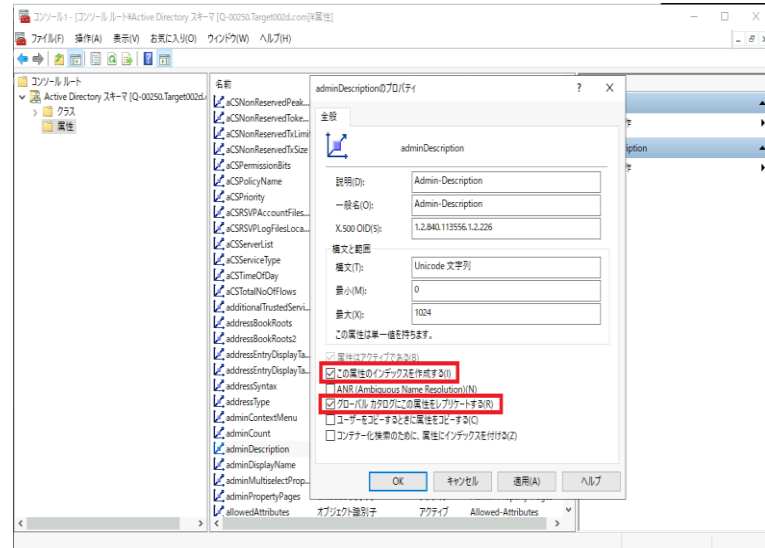 コンソール1 - [コンソール ルート¥Active Directory スキーマ [Q-00250.Target002d.com]¥属性]
ファイル(F) 操作(A) 表示(V) お気に入り(O) ウィンドウ(W) ヘルプ(H)
コンソール ルート
Active Directory スキーマ [Q-00250.Target002d.
クラス
属性
名前
aCSNonReservedPeak...
aCSNonReservedToke...
aCSNonReservedTxLimi
aCSNonReservedTxSize
aCSPermissionBits
aCSPolicyName
aCSPriority
aCSRSVPAccountFiles...
aCSRSVPLogFilesLoca...
aCSServerList
aCSServiceType
aCSTimeOfDay
aCSTotalNoOfFlows
additionalTrustedServi...
addressBookRoots
addressBookRoots2
addressEntryDisplayTa...
addressEntryDisplayTa...
addressSyntax
addressType
adminContextMenu
adminCount
adminDescription
adminDisplayName
adminMultiselectProp...
adminPropertyPages
allowedAttributes オブジェクト識別子 アクティブ Allowed-Attributes
adminDescriptionのプロパティ ? X
全般
adminDescription
説明(D): Admin-Description
一般名(O): Admin-Description
X.500 OID(5): 1.2.840.113556.1.2.226
構文と範囲
構文(T): Unicode 文字列
最小(M): 0
最大(X): 1024
この属性は単一値を持ちます。
属性はアクティブである(B)
この属性のインデックスを作成する(I)
ANR (Ambiguous Name Resolution)(N)
グローバル カタログにこの属性をレプリケートする(R)
ユーザーをコピーするときに属性をコピーする(C)
コンテナー化検索のために、属性にインデックスを付ける(Z)
OK キャンセル 適用(A) ヘルプ
作
iption
作